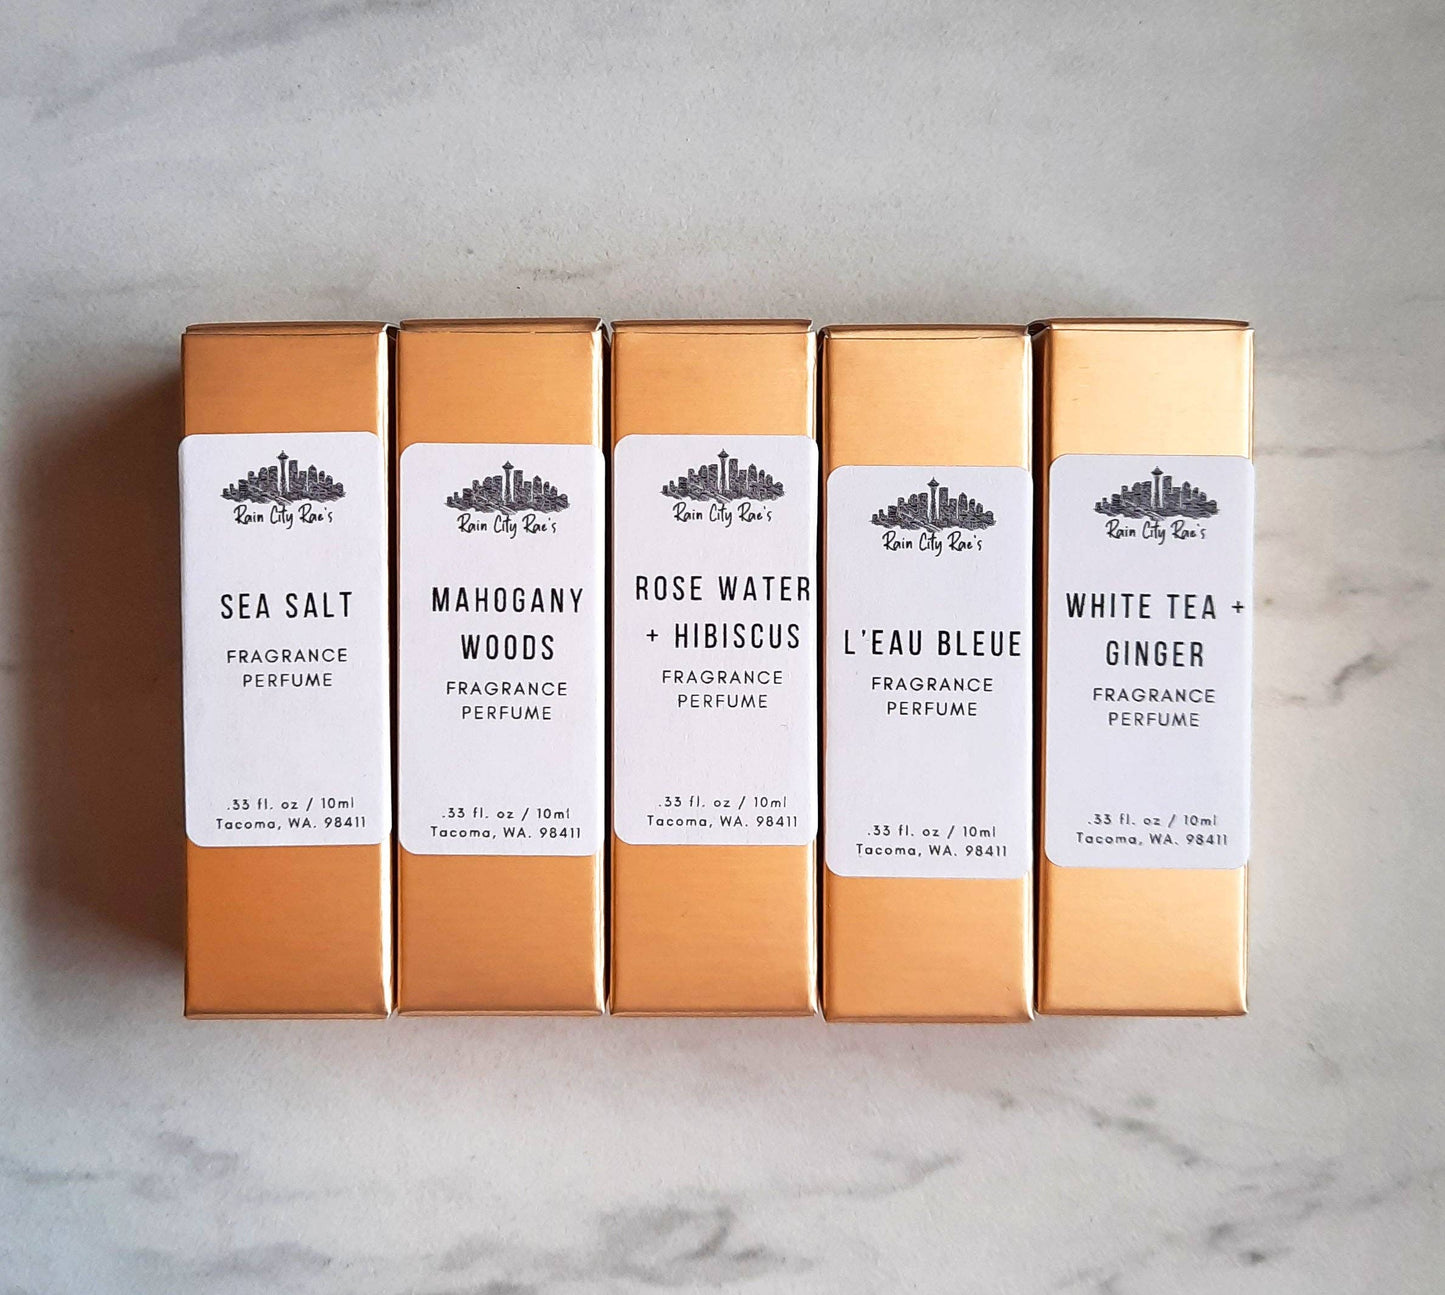 Rain City Rae's
SEA SALT
FRAGRANCE
PERFUME
.33 fl. oz / 10ml
Tacoma, WA. 98411
Rain City Rae's
MAHOGANY
WOODS
FRAGRANCE
PERFUME
.33 fl. oz / 10ml
Tacoma, WA. 98411
Rain City Rae's
ROSE WATER
+ HIBISCUS
FRAGRANCE
PERFUME
.33 fl. oz / 10ml
Tacoma, WA. 98411
Rain City Rae's
L'EAU BLEUE
FRAGRANCE
PERFUME
.33 fl. oz / 10ml
Tacoma, WA. 98411
Rain City Rae's
WHITE TEA +
GINGER
FRAGRANCE
PERFUME
.33 fl. oz / 10ml
Tacoma, WA. 98411